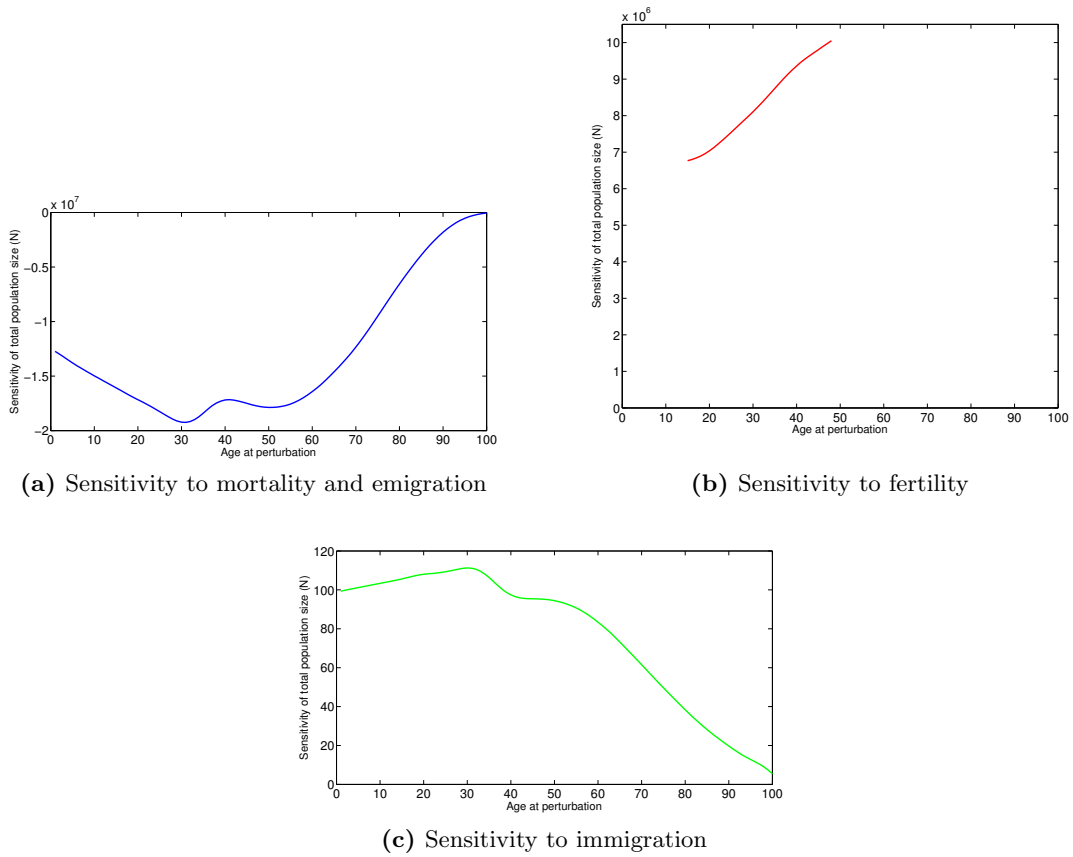 x 10^7
0
−0.5
−1
−1.5
−2
Sensitivity of total population size (N)
0 10 20 30 40 50 60 70 80 90 100
Age at perturbation
(a) Sensitivity to mortality and emigration
x 10^6
10
9
8
7
6
5
4
3
2
1
0
Sensitivity of total population size (N)
0 10 20 30 40 50 60 70 80 90 100
Age at perturbation
(b) Sensitivity to fertility
120
100
80
60
40
20
0
Sensitivity of total population size (N)
0 10 20 30 40 50 60 70 80 90 100
Age at perturbation
(c) Sensitivity to immigration